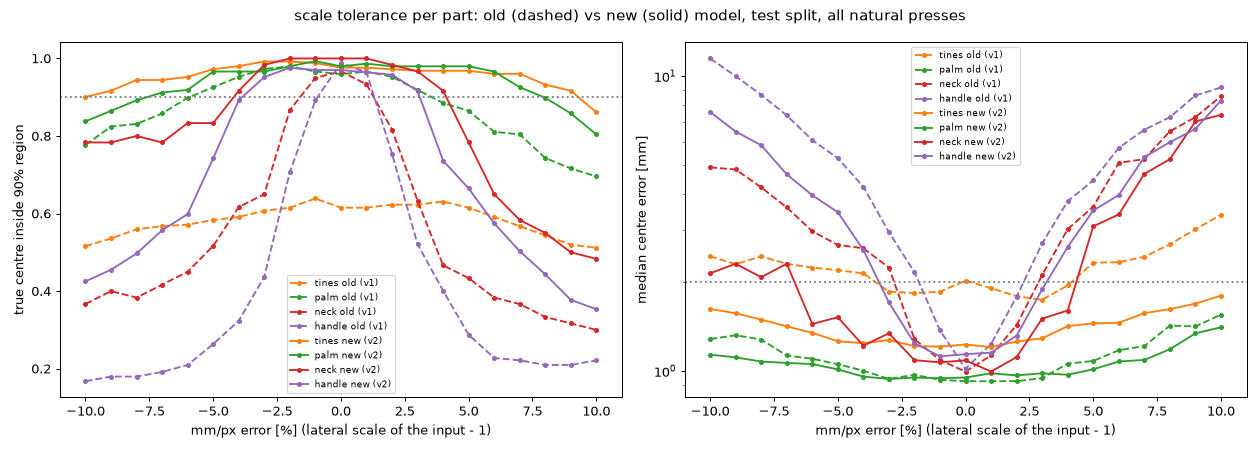 scale tolerance per part: old (dashed) vs new (solid) model, test split, all natural presses
true centre inside 90% region
1.0
0.8
0.6
0.4
0.2
tines old (v1)
palm old (v1)
neck old (v1)
handle old (v1)
tines new (v2)
palm new (v2)
neck new (v2)
handle new (v2)
−10.0 −7.5 −5.0 −2.5 0.0 2.5 5.0 7.5 10.0
mm/px error [%] (lateral scale of the input - 1)
median centre error [mm]
10¹
10⁰
tines old (v1)
palm old (v1)
neck old (v1)
handle old (v1)
tines new (v2)
palm new (v2)
neck new (v2)
handle new (v2)
−10.0 −7.5 −5.0 −2.5 0.0 2.5 5.0 7.5 10.0
mm/px error [%] (lateral scale of the input - 1)